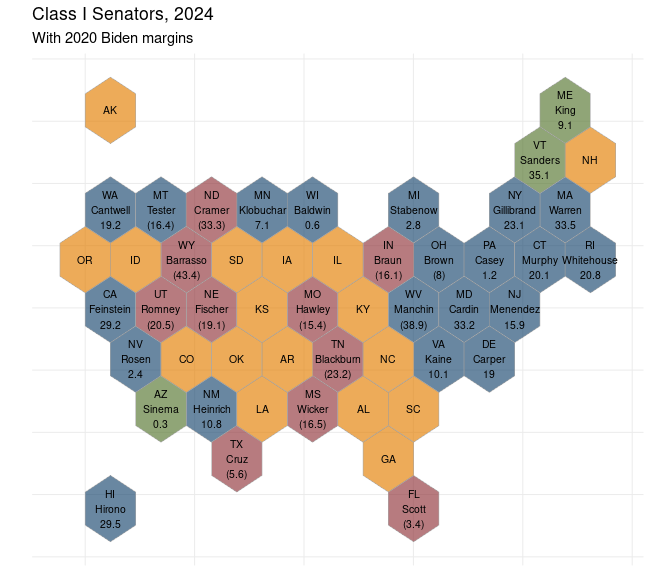 Class I Senators, 2024
With 2020 Biden margins
AK
ME
King
9.1
VT
Sanders
35.1
NH
WA
Cantwell
19.2
MT
Tester
(16.4)
ND
Cramer
(33.3)
MN
Klobuchar
7.1
WI
Baldwin
0.6
MI
Stabenow
2.8
NY
Gillibrand
23.1
MA
Warren
33.5
OR
ID
WY
Barrasso
(43.4)
SD
IA
IL
IN
Braun
(16.1)
OH
Brown
(8)
PA
Casey
1.2
CT
Murphy
20.1
RI
Whitehouse
20.8
CA
Feinstein
29.2
UT
Romney
(20.5)
NE
Fischer
(19.1)
KS
MO
Hawley
(15.4)
KY
WV
Manchin
(38.9)
MD
Cardin
33.2
NJ
Menendez
15.9
NV
Rosen
2.4
CO
OK
AR
TN
Blackburn
(23.2)
NC
VA
Kaine
10.1
DE
Carper
19
AZ
Sinema
0.3
NM
Heinrich
10.8
LA
MS
Wicker
(16.5)
AL
SC
TX
Cruz
(5.6)
GA
HI
Hirono
29.5
FL
Scott
(3.4)